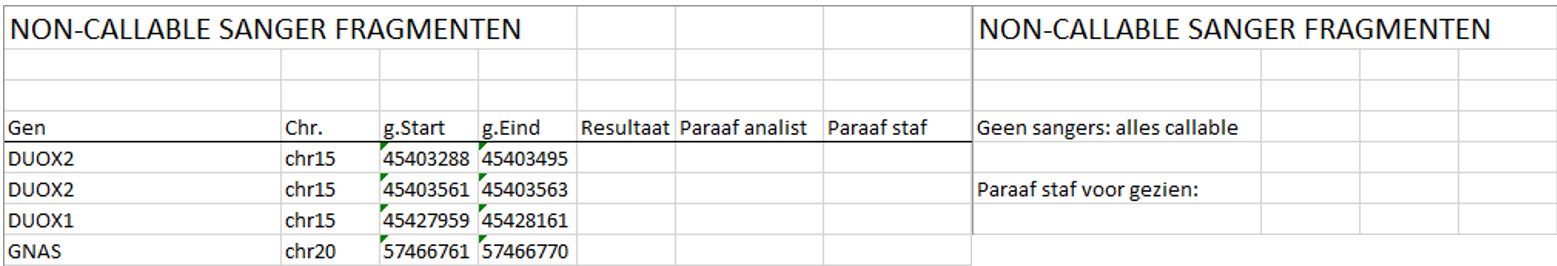 NON-CALLABLE SANGER FRAGMENTEN
Gen Chr. g.Start g.Eind Resultaat Paraaf analist Paraaf staf
DUOX2 chr15 45403288 45403495
DUOX2 chr15 45403561 45403563
DUOX1 chr15 45427959 45428161
GNAS chr20 57466761 57466770
NON-CALLABLE SANGER FRAGMENTEN
Geen sangers: alles callable
Paraaf staf voor gezien: